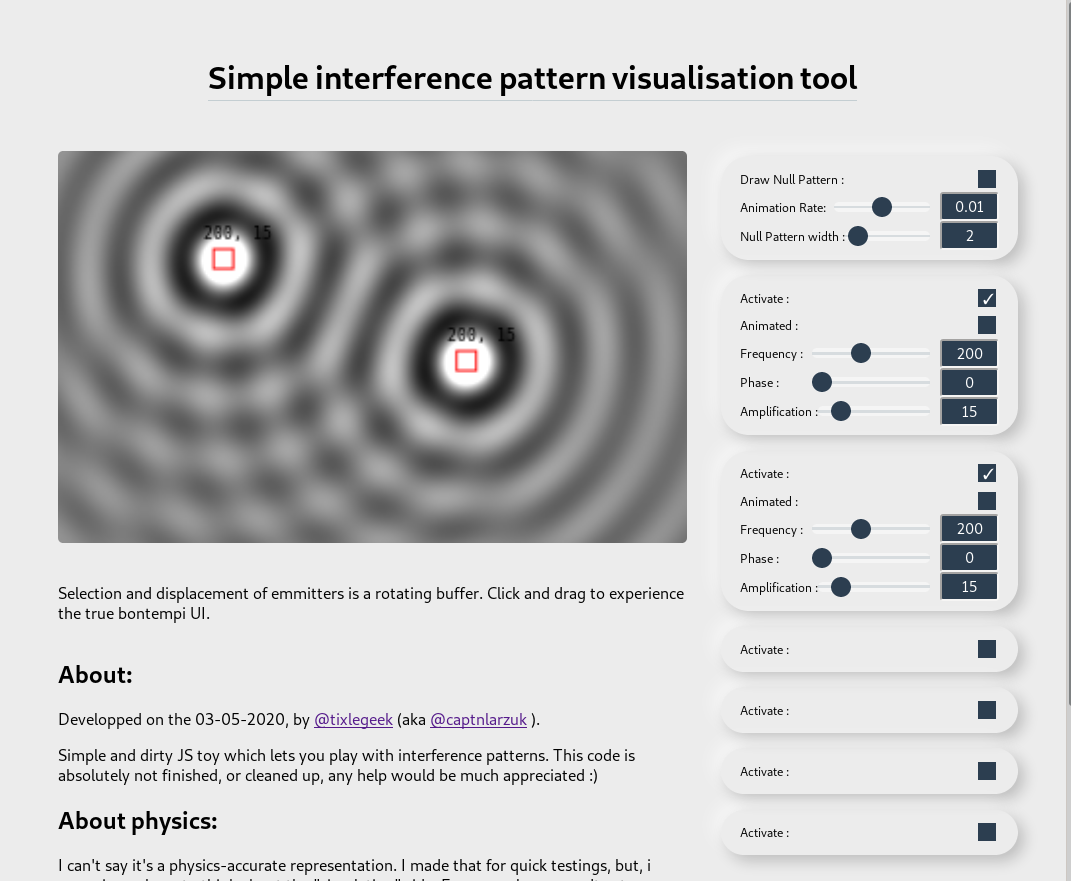 Simple interference pattern visualisation tool
200, 15
200, 15
Selection and displacement of emmitters is a rotating buffer. Click and drag to experience
the true bontempi UI.
About:
Developped on the 03-05-2020, by @tixlegeek (aka @captnlarzuk ).
Simple and dirty JS toy which lets you play with interference patterns. This code is
absolutely not finished, or cleaned up, any help would be much appreciated :)
About physics:
I can't say it's a physics-accurate representation. I made that for quick testings, but, i
Draw Null Pattern :
Animation Rate: 0.01
Null Pattern width : 2
Activate : ✓
Animated :
Frequency : 200
Phase : 0
Amplification : 15
Activate : ✓
Animated :
Frequency : 200
Phase : 0
Amplification : 15
Activate :
Activate :
Activate :
Activate :